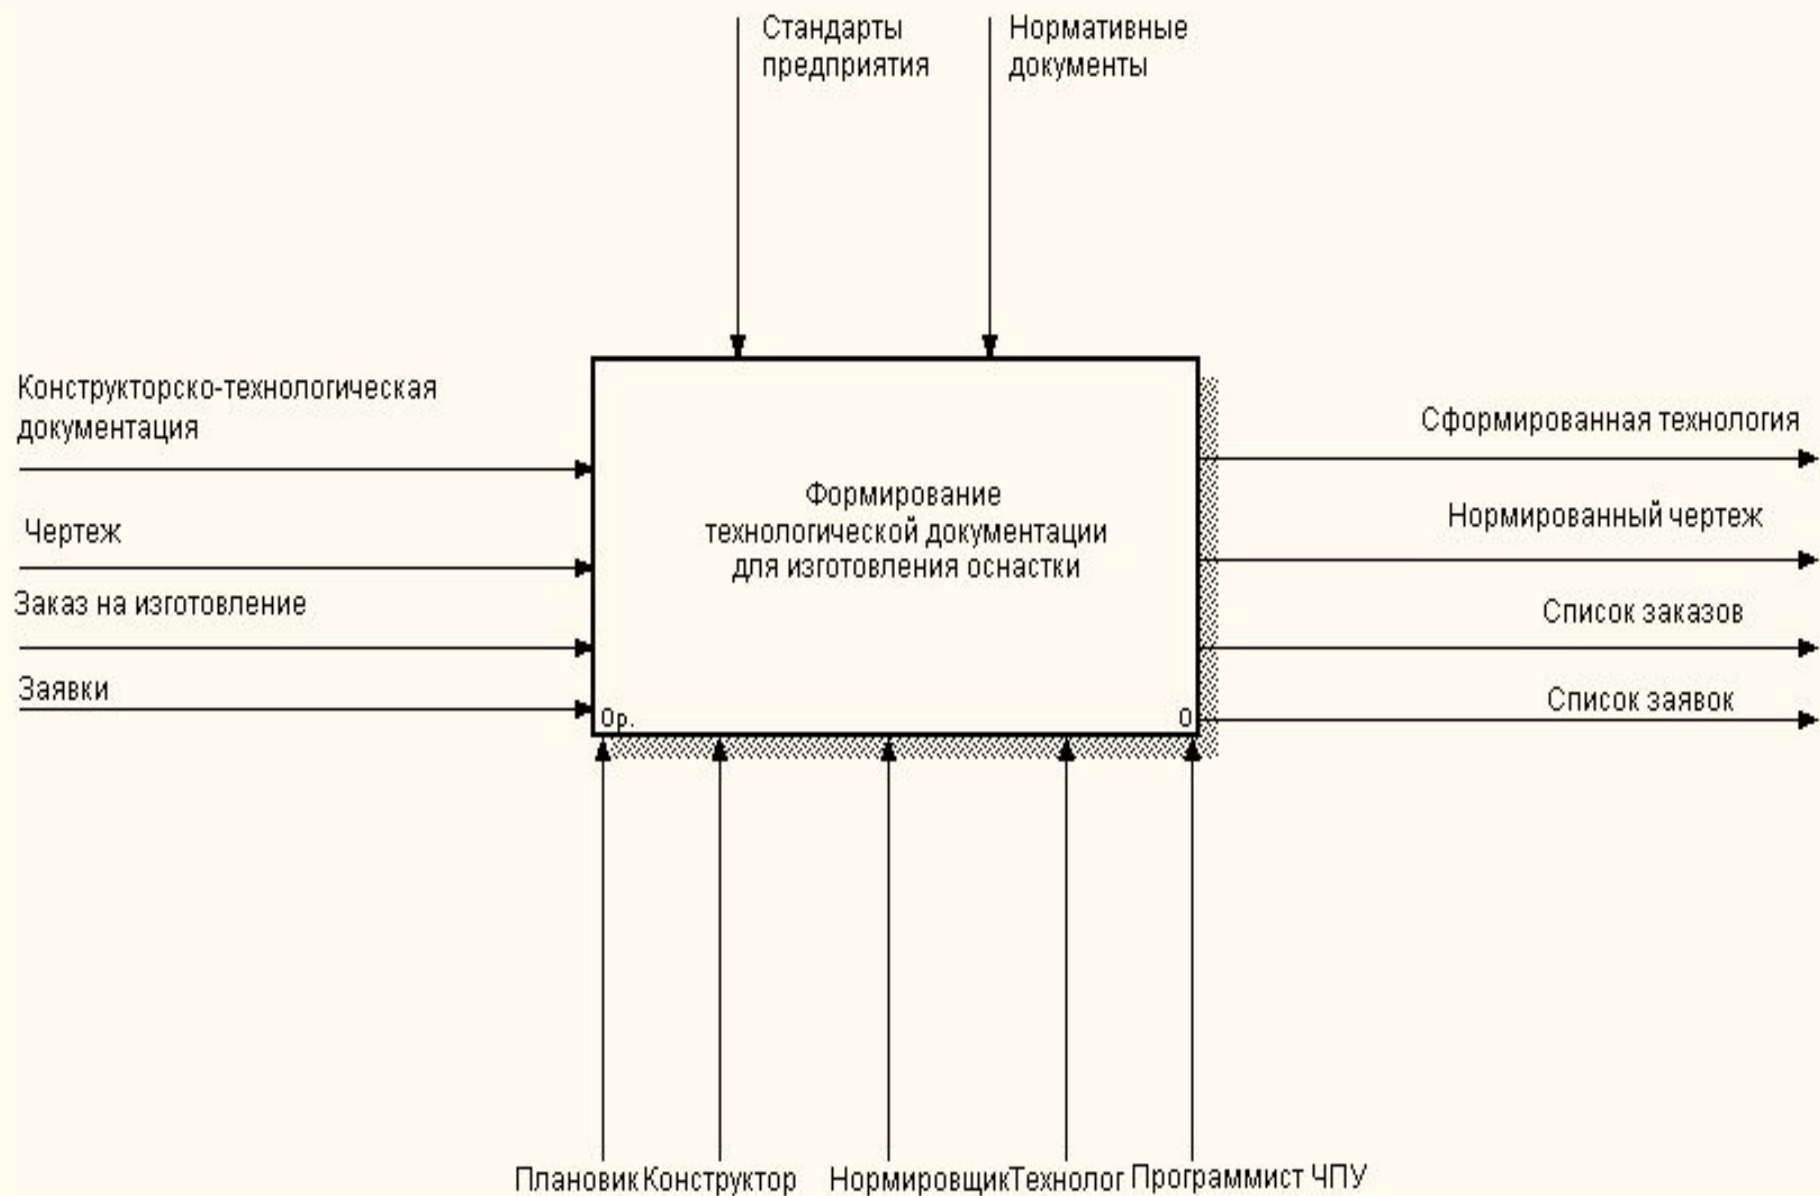 Стандарты
предприятия
Нормативные
документы
Конструкторско-технологическая
документация
Чертеж
Заказ на изготовление
Заявки
Формирование
технологической документации
для изготовления оснастки
0р.
0
Сформированная технология
Нормированный чертеж
Список заказов
Список заявок
Плановик Конструктор Нормировщик Технолог Программист ЧПУ